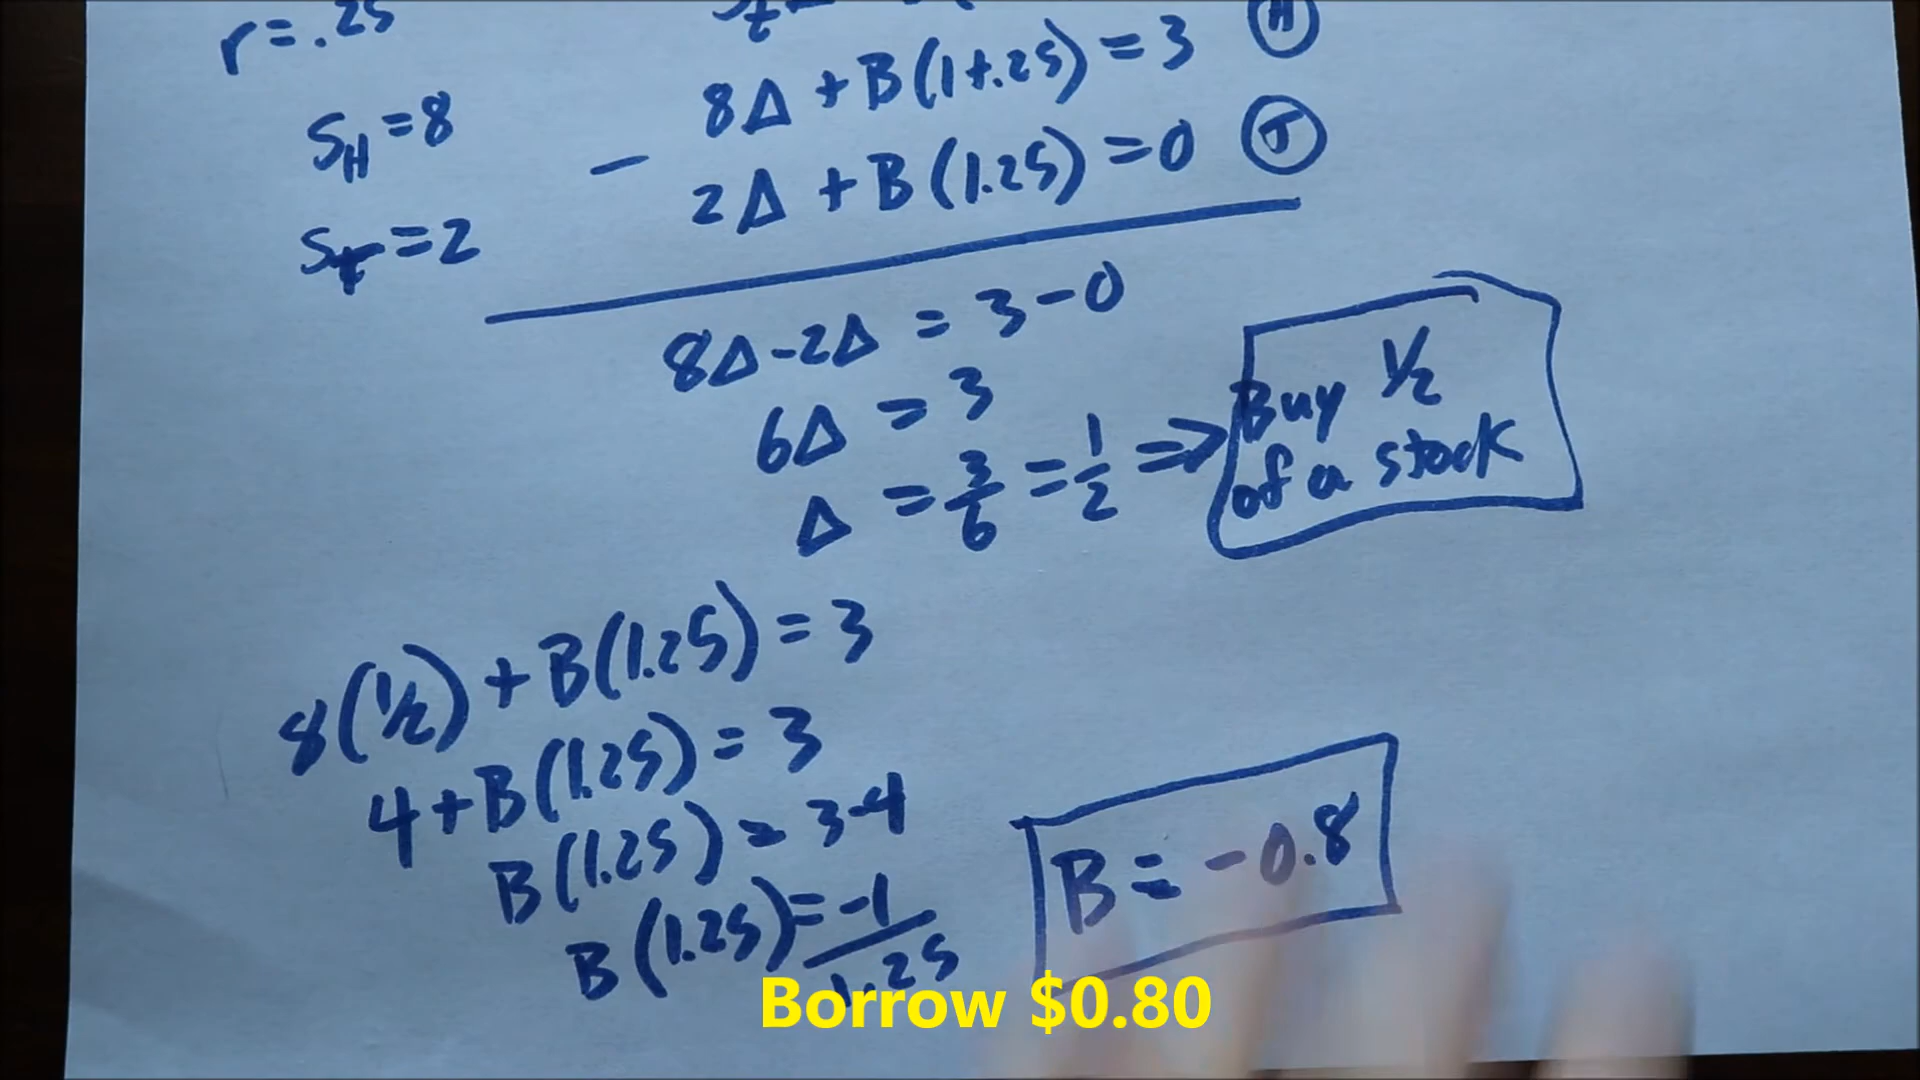 r=.25
8Δ+B(1+.25)=3 Ⓗ
S_H=8
− 2Δ+B(1.25)=0 Ⓣ
S_T=2
8Δ-2Δ = 3-0
6Δ = 3
Δ = 3/6 = 1/2 ⇒ Buy 1/2
of a stock
8(1/2)+B(1.25)=3
4+B(1.25)=3
B(1.25)=3-4
B(1.25)=-1/1.25
B=-0.8
Borrow $0.80